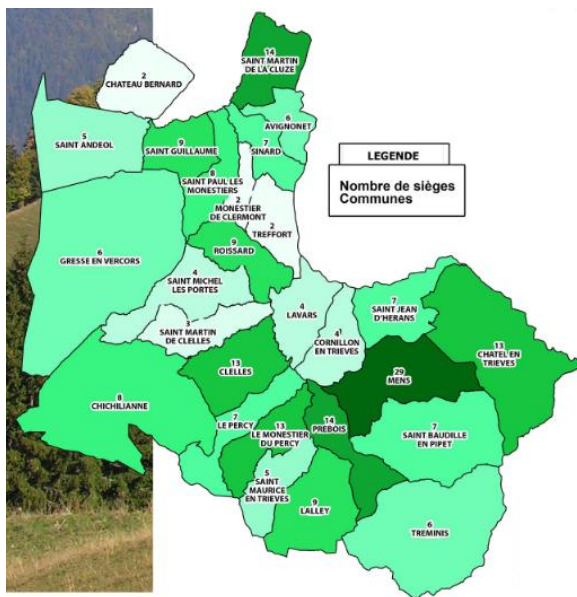 14
SAINT MARTIN
DE LA CLUZE
2
CHATEAU BERNARD
6
AVIGNONET
5
SAINT ANDEOL
9
SAINT GUILLAUME
7
SINARD
LEGENDE
Nombre de sièges
Communes
8
SAINT PAUL LES
MONESTIERS
2
MONESTIER
DE CLERMONT
2
TREFFORT
9
ROISSARD
6
GRESSE EN VERCORS
4
SAINT MICHEL
LES PORTES
4
LAVARS
7
SAINT JEAN
D'HERANS
3
SAINT MARTIN
DE CLELLES
4
CORNILLON
EN TRIEVES
13
CHATEL EN
TRIEVES
13
CLELLES
29
MENS
8
CHICHILIANNE
7
LE PERCY
13
LE MONESTIER
DU PERCY
14
PREBOIS
7
SAINT BAUDILLE
EN PIPET
5
SAINT
MAURICE EN
TRIEVES
9
LALLEY
6
TREMINIS